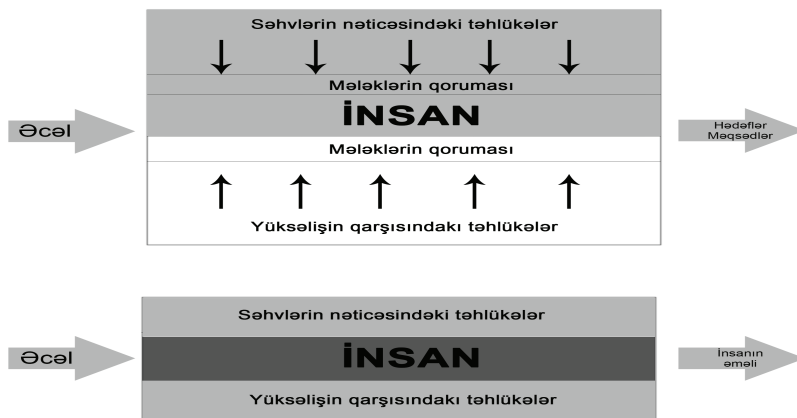 Səhvlərin nəticəsindəki təhlükələr
Mələklərin qoruması
Əcəl
İNSAN
Hədəflər
Məqsədlər
Mələklərin qoruması
Yüksəlişin qarşısındakı təhlükələr
Səhvlərin nəticəsindəki təhlükələr
Əcəl
İNSAN
İnsanın
əməli
Yüksəlişin qarşısındakı təhlükələr